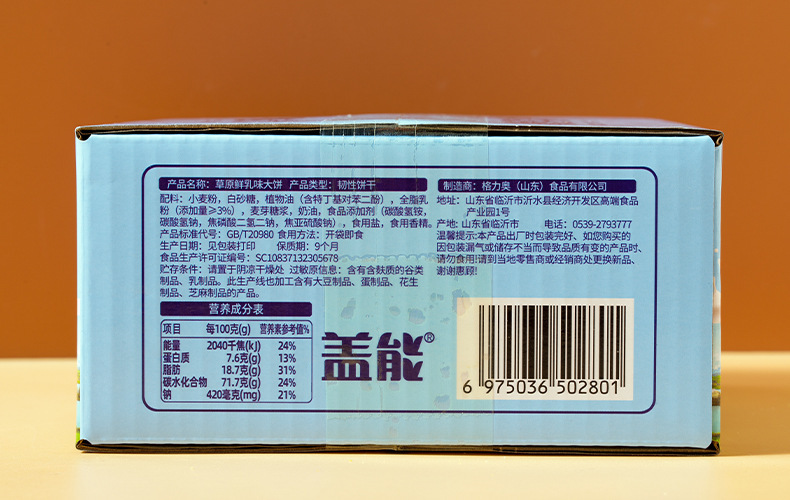 产品名称：草原鲜乳味大饼 产品类型：韧性饼干
配料：小麦粉，白砂糖，植物油（含特丁基对苯二酚），全脂乳
粉（添加量≥3%），麦芽糖浆，奶油，食品添加剂（碳酸氢铵，
碳酸氢钠，焦磷酸二氢二钠，焦亚硫酸钠），食用盐，食用香精。
产品标准代号：GB/T20980 食用方法：开袋即食
生产日期：见包装打印 保质期：9个月
食品生产许可证编号：SC10837132305678
贮存条件：请置于阴凉干燥处 过敏原信息：含有含麸质的谷类
制品、乳制品。此生产线也加工含有大豆制品、蛋制品、花生
制品、芝麻制品的产品。
营养成分表
项目 每100克(g) 营养素参考值%
能量 2040千焦(kJ) 24%
蛋白质 7.6克(g) 13%
脂肪 18.7克(g) 31%
碳水化合物 71.7克(g) 24%
钠 420毫克(mg) 21%
盖能®
制造商：格力奥（山东）食品有限公司
地址：山东省临沂市沂水县经济开发区高端食品
产业园1号
产地：山东省临沂市 电话：0539-2793777
温馨提示：本产品出厂时包装完好、如您购买的
因包装漏气或储存不当而导致品质有变的产品时、
请勿食用!请到当地零售商或经销商处更换新品、
谢谢惠顾!
6 975036 502801